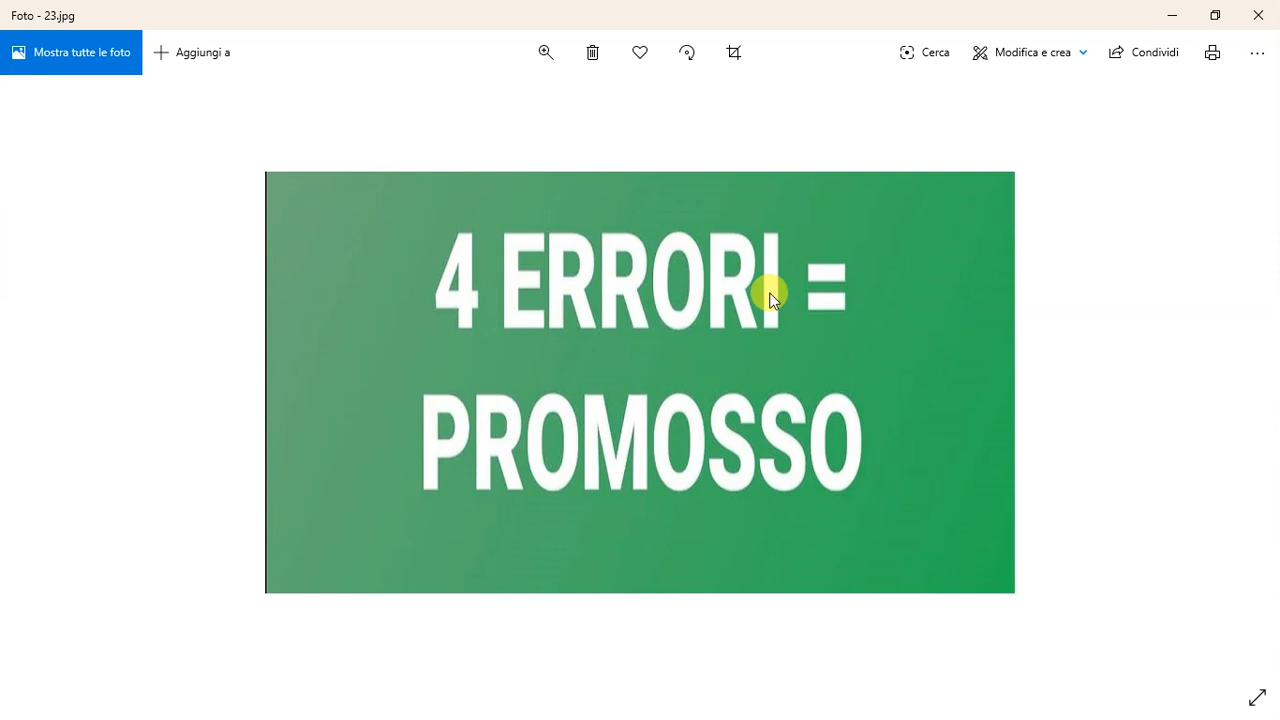 Foto - 23.jpg
Mostra tutte le foto
Aggiungi a
Cerca
Modifica e crea
Condividi
4 ERRORI =
PROMOSSO